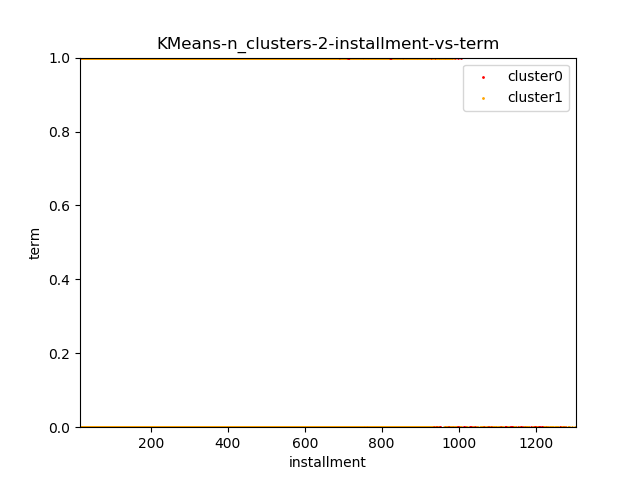 KMeans-n_clusters-2-installment-vs-term
1.0
cluster0
cluster1
0.8
0.6
term
0.4
0.2
0.0
200 400 600 800 1000 1200
installment